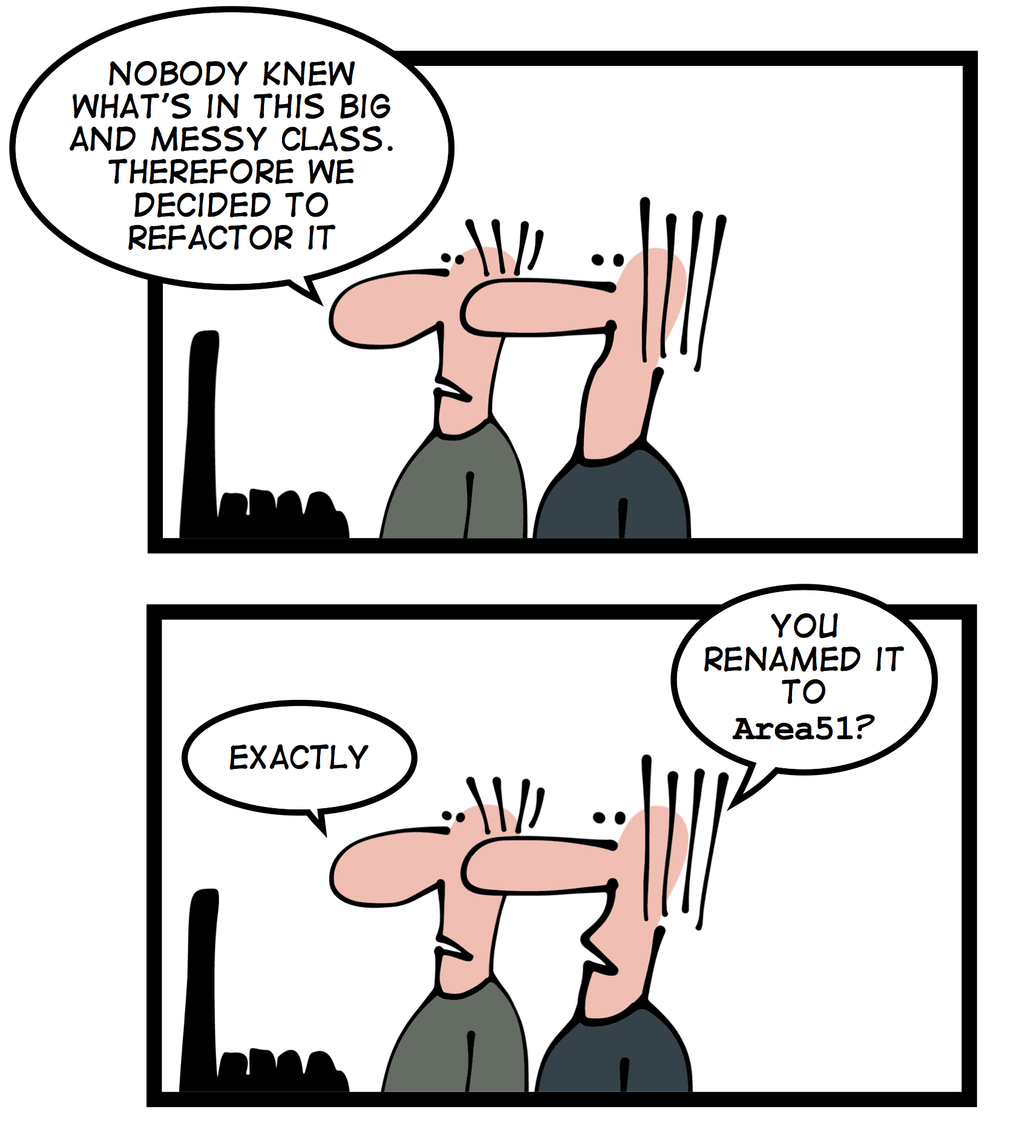 NOBODY KNEW
WHAT'S IN THIS BIG
AND MESSY CLASS.
THEREFORE WE
DECIDED TO
REFACTOR IT
YOU
RENAMED IT
TO
Area51?
EXACTLY